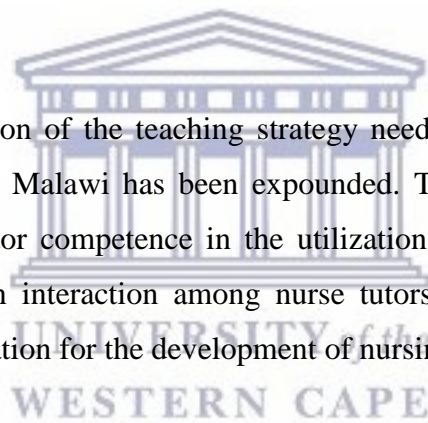 on of the teaching strategy need
Malawi has been expounded. T
or competence in the utilization
n interaction among nurse tutors
UNIVERSITY of the
ation for the development of nursin
WESTERN CAPE